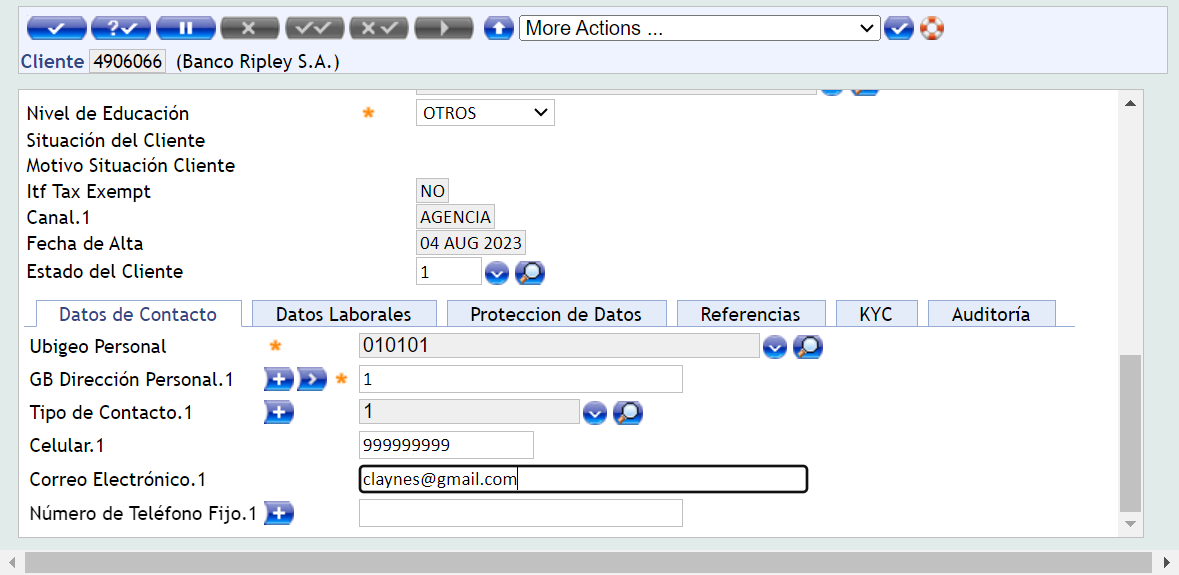 More Actions ...
Cliente 4906066 (Banco Ripley S.A.)
Nivel de Educación * OTROS
Situación del Cliente
Motivo Situación Cliente
Itf Tax Exempt NO
Canal.1 AGENCIA
Fecha de Alta 04 AUG 2023
Estado del Cliente 1
Datos de Contacto Datos Laborales Proteccion de Datos Referencias KYC Auditoría
Ubigeo Personal * 010101
GB Dirección Personal.1 * 1
Tipo de Contacto.1 1
Celular.1 999999999
Correo Electrónico.1 claynes@gmail.com
Número de Teléfono Fijo.1